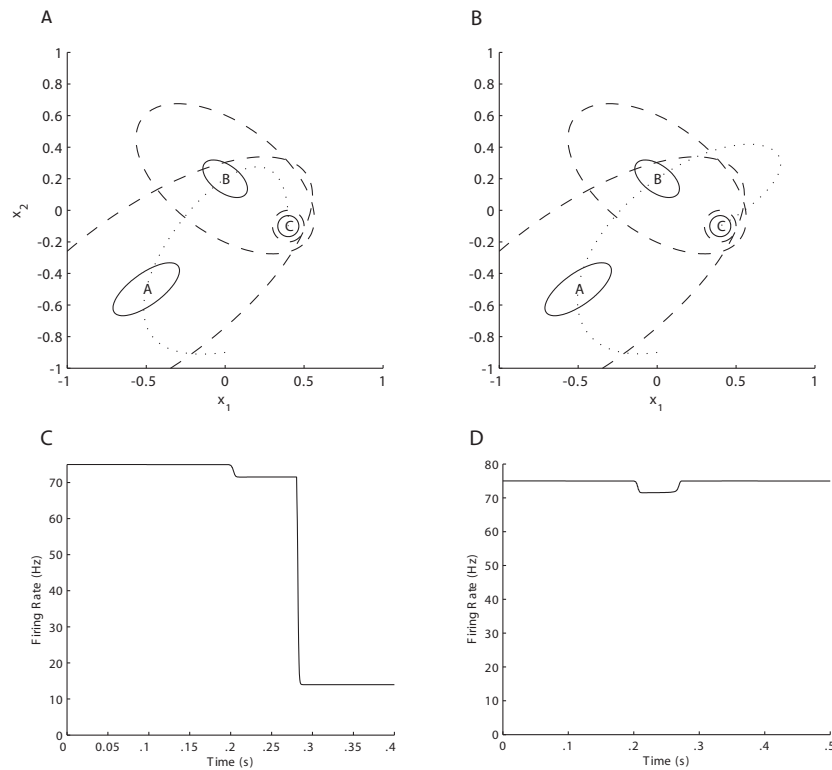 A
B
1
0.8
0.6
0.4
0.2
0
-0.2
-0.4
-0.6
-0.8
-1
x2
-1
-0.5
0
0.5
1
x1
A
B
C
1
0.8
0.6
0.4
0.2
0
-0.2
-0.4
-0.6
-0.8
-1
-1
-0.5
0
0.5
1
x1
A
B
C
C
D
70
60
50
40
30
20
10
0
Firing Rate (Hz)
0 0.05 .1 .15 .2 .25 .3 .35 .4
Time (s)
80
70
60
50
40
30
20
10
0
Firing Rate (Hz)
0 .1 .2 .3 .4 .5
Time (s)